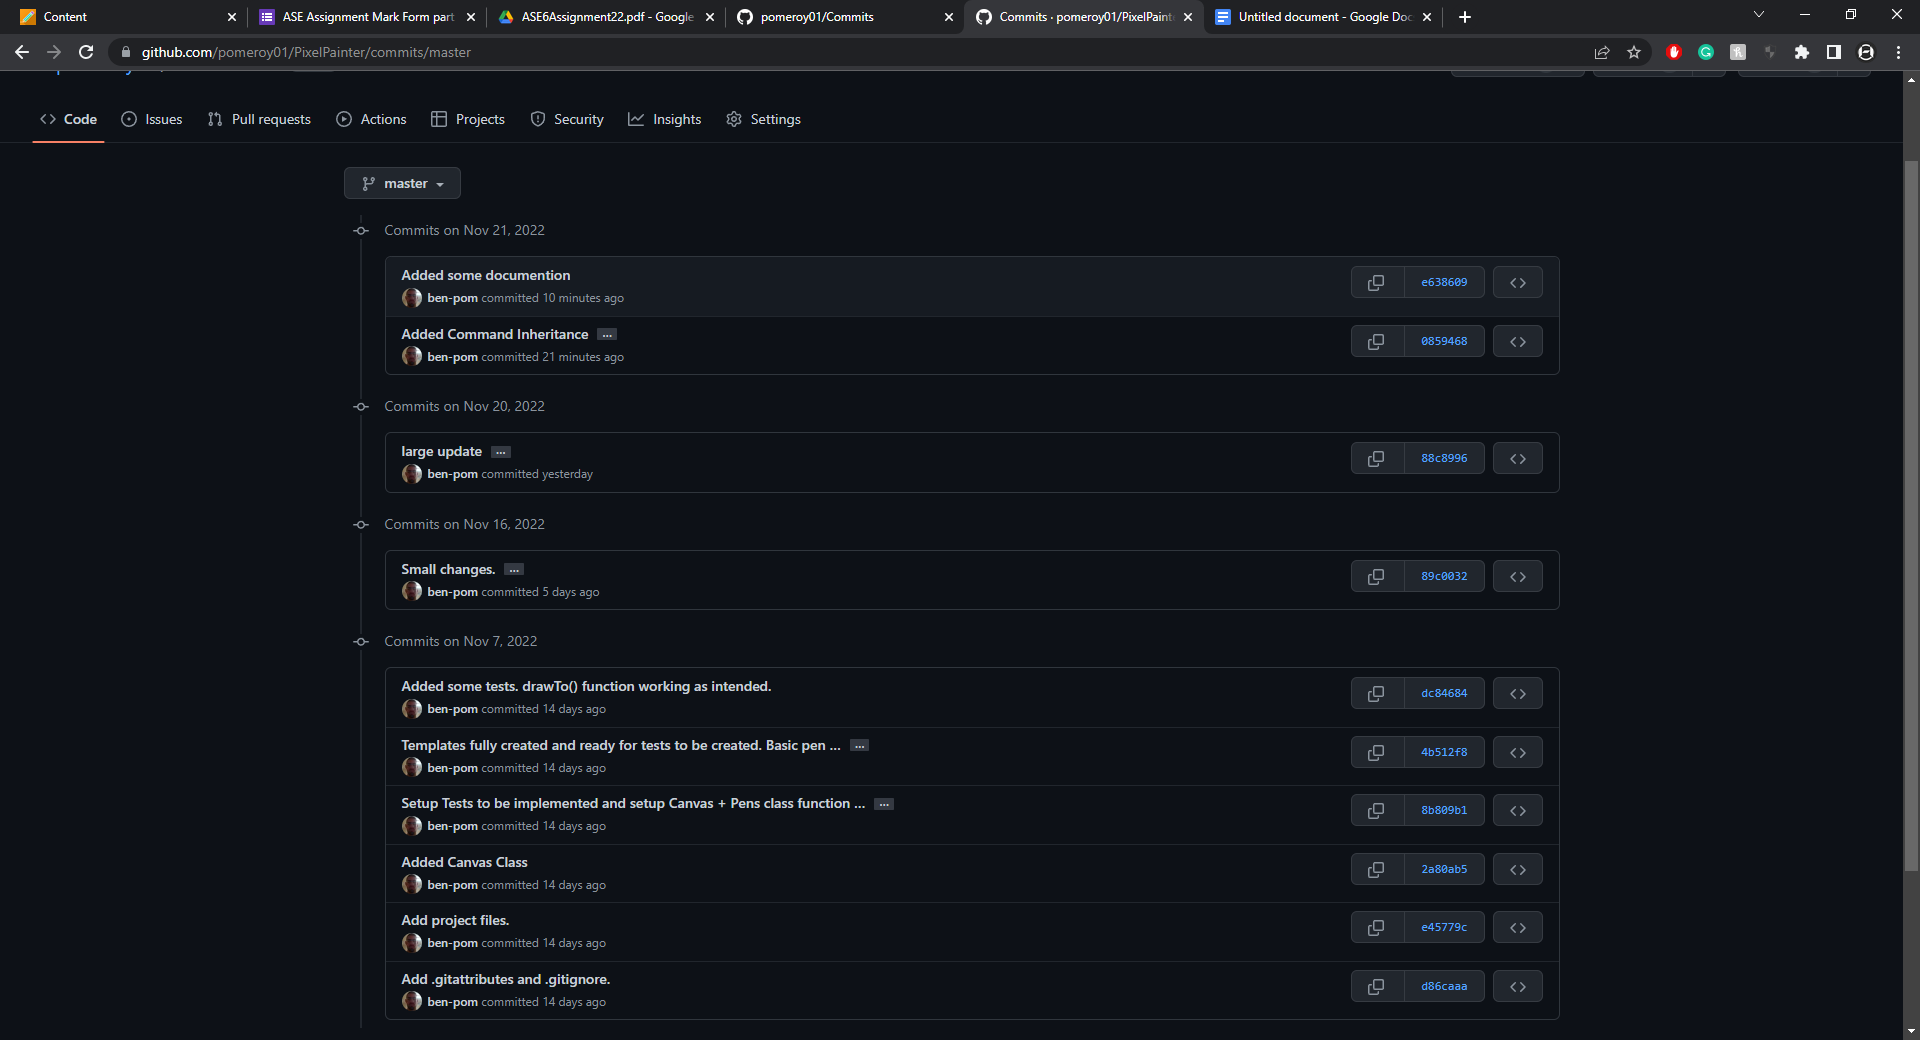 Content
ASE Assignment Mark Form part
ASE6Assignment22.pdf - Google
pomeroy01/Commits
Commits · pomeroy01/PixelPaint
Untitled document - Google Doc
github.com/pomeroy01/PixelPainter/commits/master
Code
Issues
Pull requests
Actions
Projects
Security
Insights
Settings
master
Commits on Nov 21, 2022
Added some documention
ben-pom committed 10 minutes ago
e638609
Added Command Inheritance ...
ben-pom committed 21 minutes ago
0859468
Commits on Nov 20, 2022
large update ...
ben-pom committed yesterday
88c8996
Commits on Nov 16, 2022
Small changes. ...
ben-pom committed 5 days ago
89c0032
Commits on Nov 7, 2022
Added some tests. drawTo() function working as intended.
ben-pom committed 14 days ago
dc84684
Templates fully created and ready for tests to be created. Basic pen ... ...
ben-pom committed 14 days ago
4b512f8
Setup Tests to be implemented and setup Canvas + Pens class function ... ...
ben-pom committed 14 days ago
8b809b1
Added Canvas Class
ben-pom committed 14 days ago
2a80ab5
Add project files.
ben-pom committed 14 days ago
e45779c
Add .gitattributes and .gitignore.
ben-pom committed 14 days ago
d86caaa